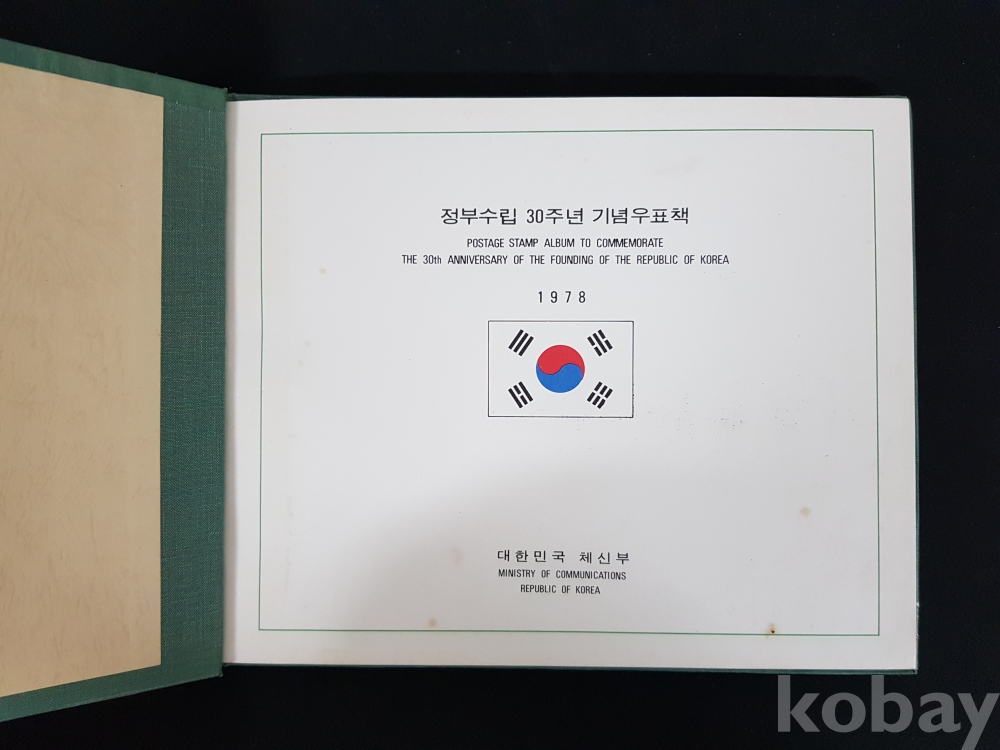 정부수립 30주년 기념우표책
POSTAGE STAMP ALBUM TO COMMEMORATE
THE 30th ANNIVERSARY OF THE FOUNDING OF THE REPUBLIC OF KOREA
1978
대한민국 체신부
MINISTRY OF COMMUNICATIONS
REPUBLIC OF KOREA
kobay